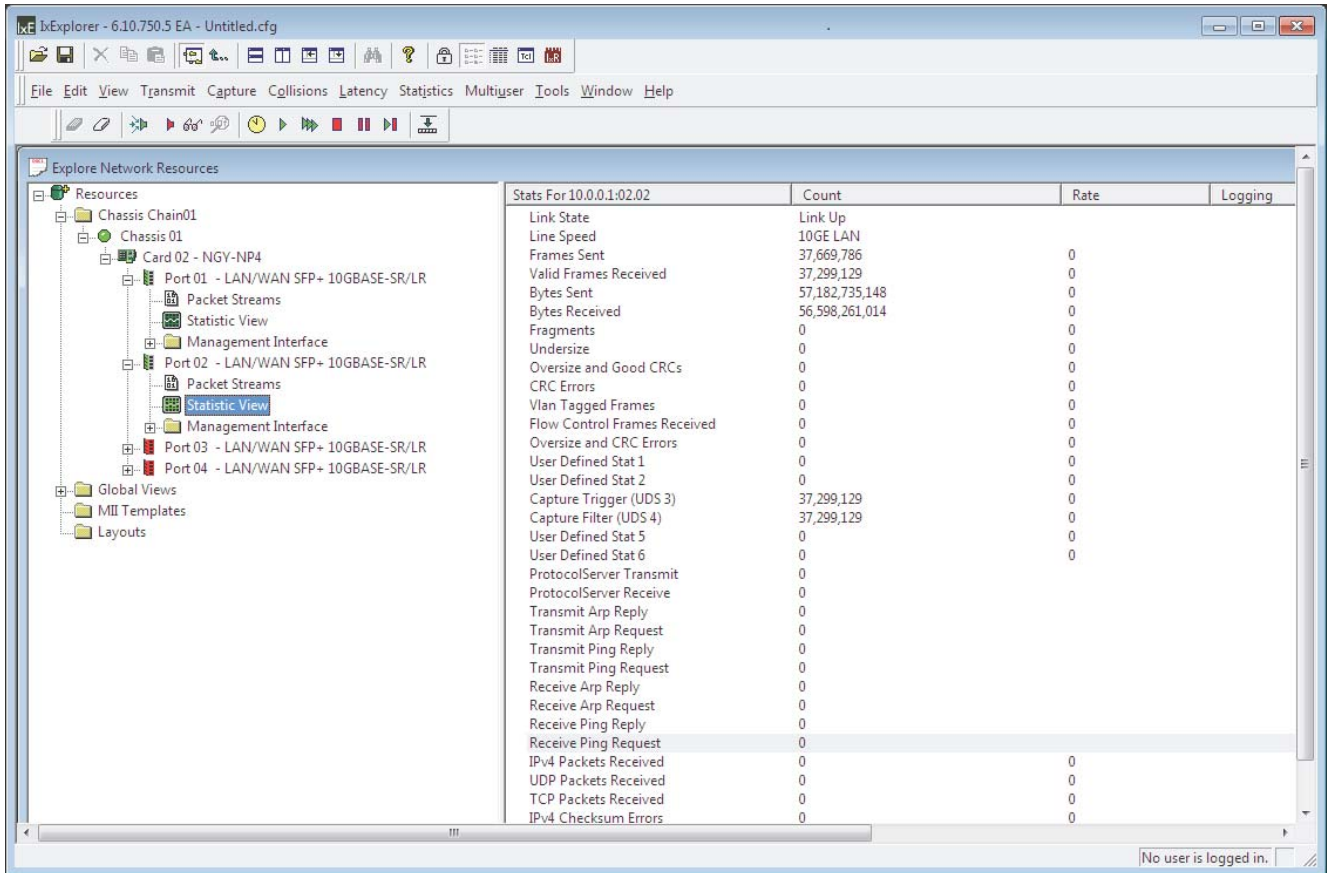 IxE IxExplorer - 6.10.750.5 EA - Untitled.cfg
Tcl
File Edit View Transmit Capture Collisions Latency Statistics Multiuser Tools Window Help
Explore Network Resources
Resources
Chassis Chain01
Chassis 01
Card 02 - NGY-NP4
Port 01 - LAN/WAN SFP+ 10GBASE-SR/LR
Packet Streams
Statistic View
Management Interface
Port 02 - LAN/WAN SFP+ 10GBASE-SR/LR
Packet Streams
Statistic View
Management Interface
Port 03 - LAN/WAN SFP+ 10GBASE-SR/LR
Port 04 - LAN/WAN SFP+ 10GBASE-SR/LR
Global Views
MII Templates
Layouts
Stats For 10.0.0.1:02.02 Count Rate Logging
Link State Link Up
Line Speed 10GE LAN
Frames Sent 37,669,786 0
Valid Frames Received 37,299,129 0
Bytes Sent 57,182,735,148 0
Bytes Received 56,598,261,014 0
Fragments 0 0
Undersize 0 0
Oversize and Good CRCs 0 0
CRC Errors 0 0
Vlan Tagged Frames 0 0
Flow Control Frames Received 0 0
Oversize and CRC Errors 0 0
User Defined Stat 1 0 0
User Defined Stat 2 0 0
Capture Trigger (UDS 3) 37,299,129 0
Capture Filter (UDS 4) 37,299,129 0
User Defined Stat 5 0 0
User Defined Stat 6 0 0
ProtocolServer Transmit 0
ProtocolServer Receive 0
Transmit Arp Reply 0
Transmit Arp Request 0
Transmit Ping Reply 0
Transmit Ping Request 0
Receive Arp Reply 0
Receive Arp Request 0
Receive Ping Reply 0
Receive Ping Request 0
IPv4 Packets Received 0 0
UDP Packets Received 0 0
TCP Packets Received 0 0
IPv4 Checksum Errors 0 0
No user is logged in.